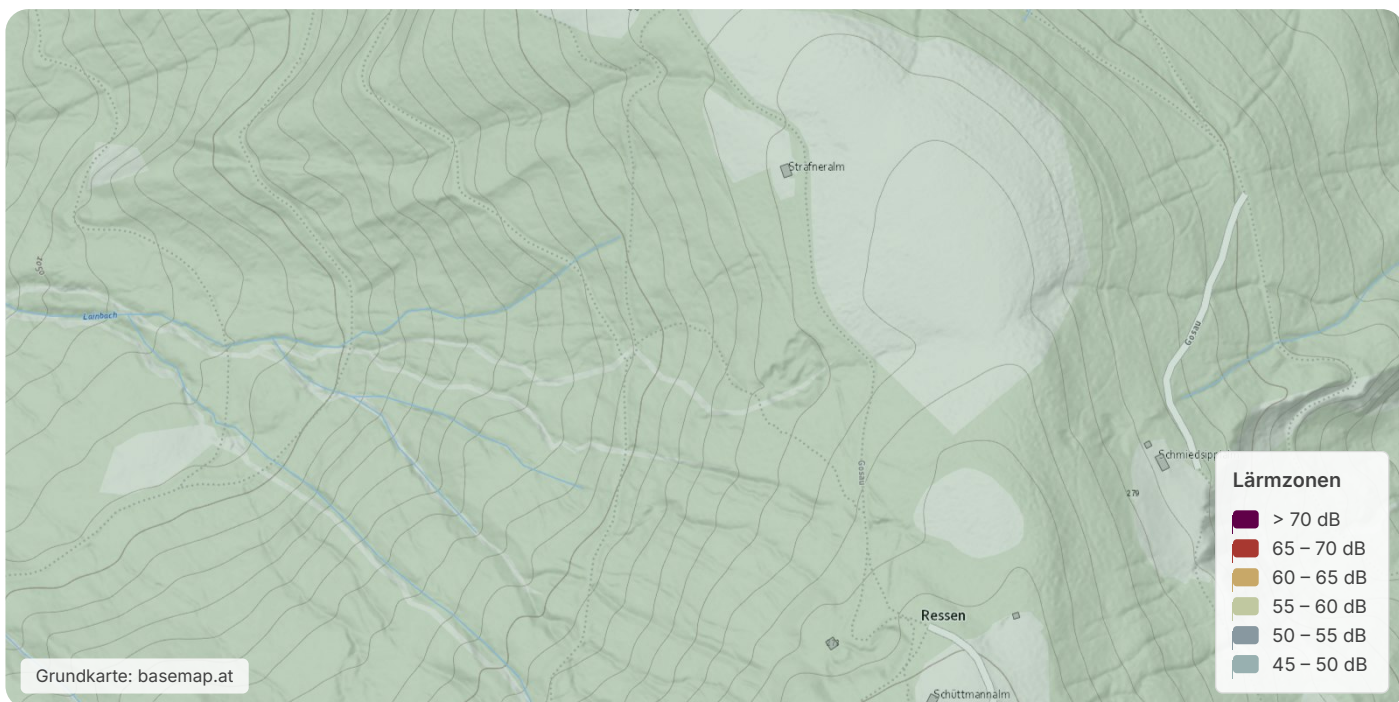 Strafneralm
Lambach
Gosau
Gosau
279
Ressen
Schüttmannalm
Lärmzonen
> 70 dB
65 – 70 dB
60 – 65 dB
55 – 60 dB
50 – 55 dB
45 – 50 dB
Grundkarte: basemap.at